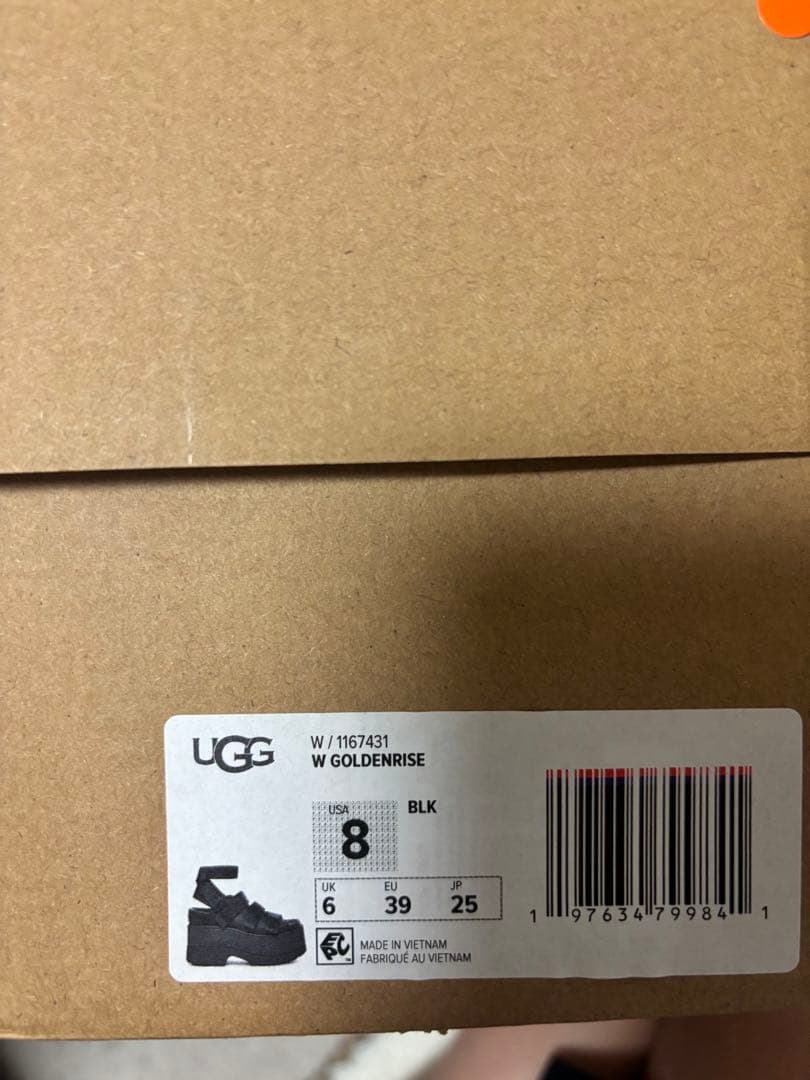 UGG
W / 1167431
W GOLDENRISE
USA
8
BLK
UK EU JP
6 39 25
EPC
MADE IN VIETNAM
FABRIQUÉ AU VIETNAM
1 97634 79984 1